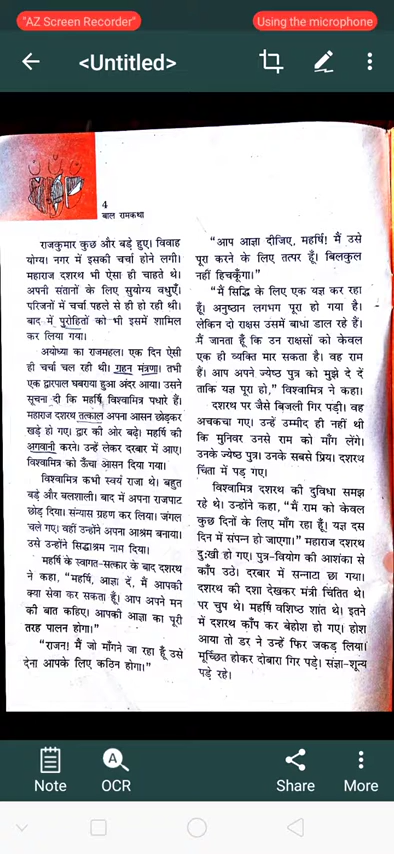 "AZ Screen Recorder"
Using the microphone
<Untitled>
4
बाल रामकथा
राजकुमार कुछ और बड़े हुए। विवाह
योग्य। नगर में इसकी चर्चा होने लगी।
महाराज दशरथ भी ऐसा ही चाहते थे।
अपनी संतानों के लिए सुयोग्य वधुएँ।
परिजनों में चर्चा पहले से ही हो रही थी।
बाद में पुरोहितों को भी इसमें शामिल
कर लिया गया।
अयोध्या का राजमहल। एक दिन ऐसी
ही चर्चा चल रही थी। गहन मंत्रणा। तभी
एक द्वारपाल घबराया हुआ अंदर आया। उसने
सूचना दी कि महर्षि विश्वामित्र पधारे हैं।
महाराज दशरथ तत्काल अपना आसन छोड़कर
खड़े हो गए। द्वार की ओर बढ़े। महर्षि की
अगवानी करने। उन्हें लेकर दरबार में आए।
विश्वामित्र को ऊँचा आसन दिया गया।
विश्वामित्र कभी स्वयं राजा थे। बहुत
बड़े और बलशाली। बाद में अपना राजपाट
छोड़ दिया। संन्यास ग्रहण कर लिया। जंगल
चले गए। वहीं उन्होंने अपना आश्रम बनाया।
उसे उन्होंने सिद्धाश्रम नाम दिया।
महर्षि के स्वागत-सत्कार के बाद दशरथ
ने कहा, "महर्षि, आज्ञा दें, मैं आपकी
क्या सेवा कर सकता हूँ। आप अपने मन
की बात कहिए। आपकी आज्ञा का पूरी
तरह पालन होगा।"
"राजन! मैं जो माँगने जा रहा हूँ उसे
देना आपके लिए कठिन होगा।"
"आप आज्ञा दीजिए, महर्षि! मैं उसे
पूरा करने के लिए तत्पर हूँ। बिलकुल
नहीं हिचकूँगा।"
"मैं सिद्धि के लिए एक यज्ञ कर रहा
हूँ। अनुष्ठान लगभग पूरा हो गया है।
लेकिन दो राक्षस उसमें बाधा डाल रहे हैं।
मैं जानता हूँ कि उन राक्षसों को केवल
एक ही व्यक्ति मार सकता है। वह राम
हैं। आप अपने ज्येष्ठ पुत्र को मुझे दे दें
ताकि यज्ञ पूरा हो," विश्वामित्र ने कहा।
दशरथ पर जैसे बिजली गिर पड़ी। वह
अचकचा गए। उन्हें उम्मीद ही नहीं थी
कि मुनिवर उनसे राम को माँग लेंगे।
उनके ज्येष्ठ पुत्र। उनके सबसे प्रिय। दशरथ
चिंता में पड़ गए।
विश्वामित्र दशरथ की दुविधा समझ
रहे थे। उन्होंने कहा, "मैं राम को केवल
कुछ दिनों के लिए माँग रहा हूँ। यज्ञ दस
दिन में संपन्न हो जाएगा।" महाराज दशरथ
दुःखी हो गए। पुत्र-वियोग की आशंका से
काँप उठे। दरबार में सन्नाटा छा गया।
दशरथ की दशा देखकर मंत्री चिंतित थे।
पर चुप थे। महर्षि वशिष्ठ शांत थे। इतने
में दशरथ काँप कर बेहोश हो गए। होश
आया तो डर ने उन्हें फिर जकड़ लिया।
मूर्च्छित होकर दोबारा गिर पड़े। संज्ञा-शून्य
पड़े रहे।
Note
A
OCR
Share
More